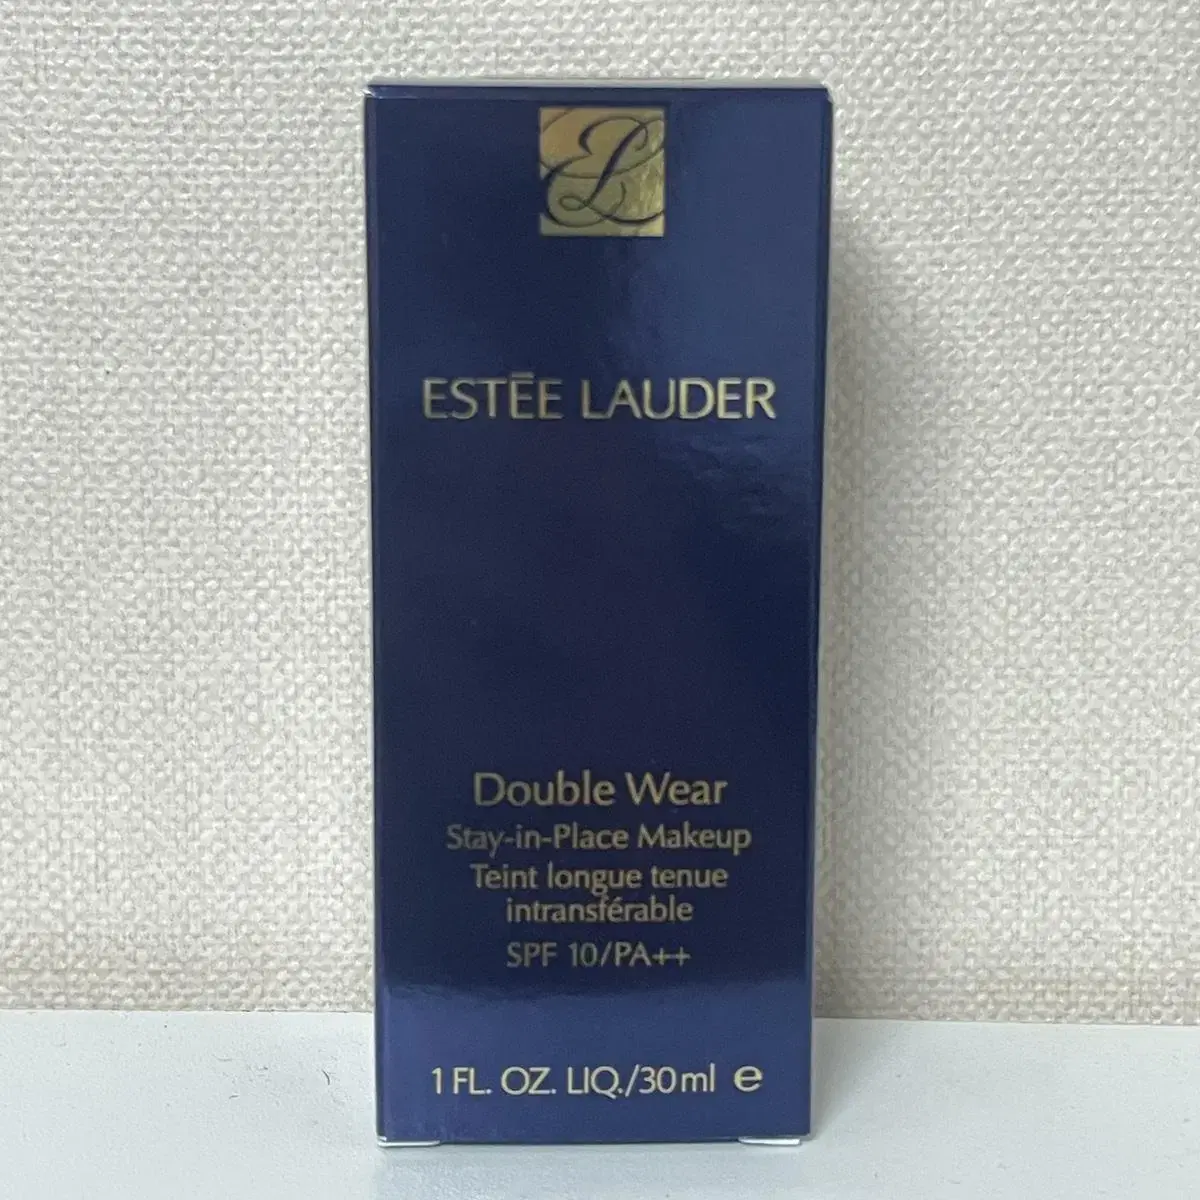 EL
ESTĒE LAUDER
Double Wear
Stay-in-Place Makeup
Teint longue tenue
intransférable
SPF 10/PA++
1 FL. OZ. LIQ./30ml e